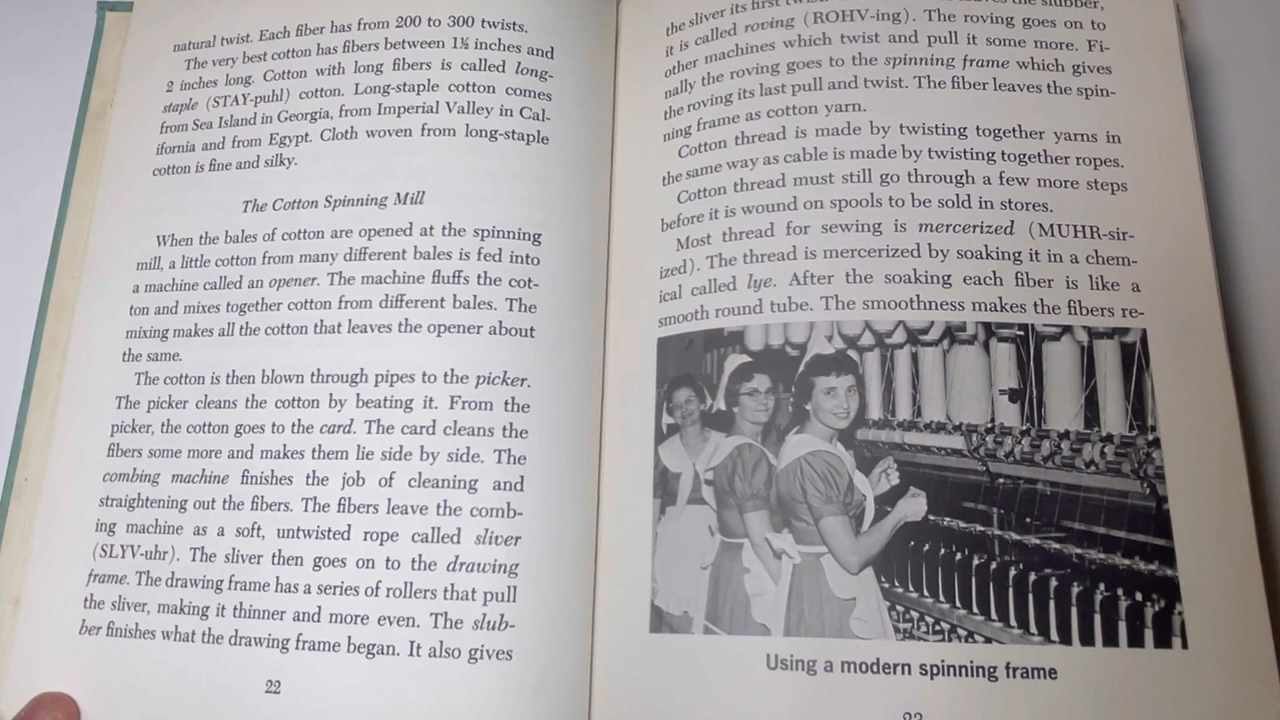 natural twist. Each fiber has from 200 to 300 twists.
The very best cotton has fibers between 1½ inches and
2 inches long. Cotton with long fibers is called long-
staple (STAY-puhl) cotton. Long-staple cotton comes
from Sea Island in Georgia, from Imperial Valley in Cal-
ifornia and from Egypt. Cloth woven from long-staple
cotton is fine and silky.
The Cotton Spinning Mill
When the bales of cotton are opened at the spinning
mill, a little cotton from many different bales is fed into
a machine called an opener. The machine fluffs the cot-
ton and mixes together cotton from different bales. The
mixing makes all the cotton that leaves the opener about
the same.
The cotton is then blown through pipes to the picker.
The picker cleans the cotton by beating it. From the
picker, the cotton goes to the card. The card cleans the
fibers some more and makes them lie side by side. The
combing machine finishes the job of cleaning and
straightening out the fibers. The fibers leave the comb-
ing machine as a soft, untwisted rope called sliver
(SLYV-uhr). The sliver then goes on to the drawing
frame. The drawing frame has a series of rollers that pull
the sliver, making it thinner and more even. The slub-
ber finishes what the drawing frame began. It also gives
22
the sliver its first the slubber,
it is called roving (ROHV-ing). The roving goes on to
other machines which twist and pull it some more. Fi-
nally the roving goes to the spinning frame which gives
the roving its last pull and twist. The fiber leaves the spin-
ning frame as cotton yarn.
Cotton thread is made by twisting together yarns in
the same way as cable is made by twisting together ropes.
Cotton thread must still go through a few more steps
before it is wound on spools to be sold in stores.
Most thread for sewing is mercerized (MUHR-sir-
ized). The thread is mercerized by soaking it in a chem-
ical called lye. After the soaking each fiber is like a
smooth round tube. The smoothness makes the fibers re-
Using a modern spinning frame